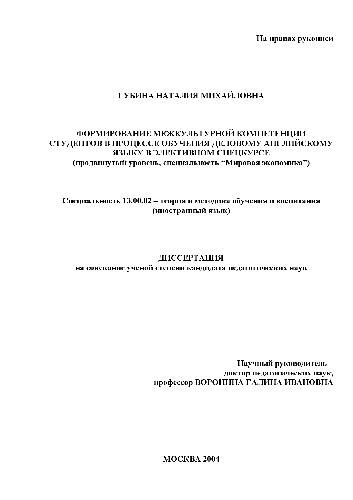 На правах рукописи
ГУБИНА НАТАЛИЯ МИХАЙЛОВНА
ФОРМИРОВАНИЕ МЕЖКУЛЬТУРНОЙ КОМПЕТЕНЦИИ
СТУДЕНТОВ В ПРОЦЕССЕ ОБУЧЕНИЯ ДЕЛОВОМУ АНГЛИЙСКОМУ
ЯЗЫКУ В ЭЛЕКТИВНОМ СПЕЦКУРСЕ
(продвинутый уровень, специальность “Мировая экономика”)
Специальность 13.00.02 – теория и методика обучения и воспитания
(иностранный язык)
ДИССЕРТАЦИЯ
на соискание ученой степени кандидата педагогических наук
Научный руководитель –
доктор педагогических наук,
профессор ВОРОНИНА ГАЛИНА ИВАНОВНА
МОСКВА 2004